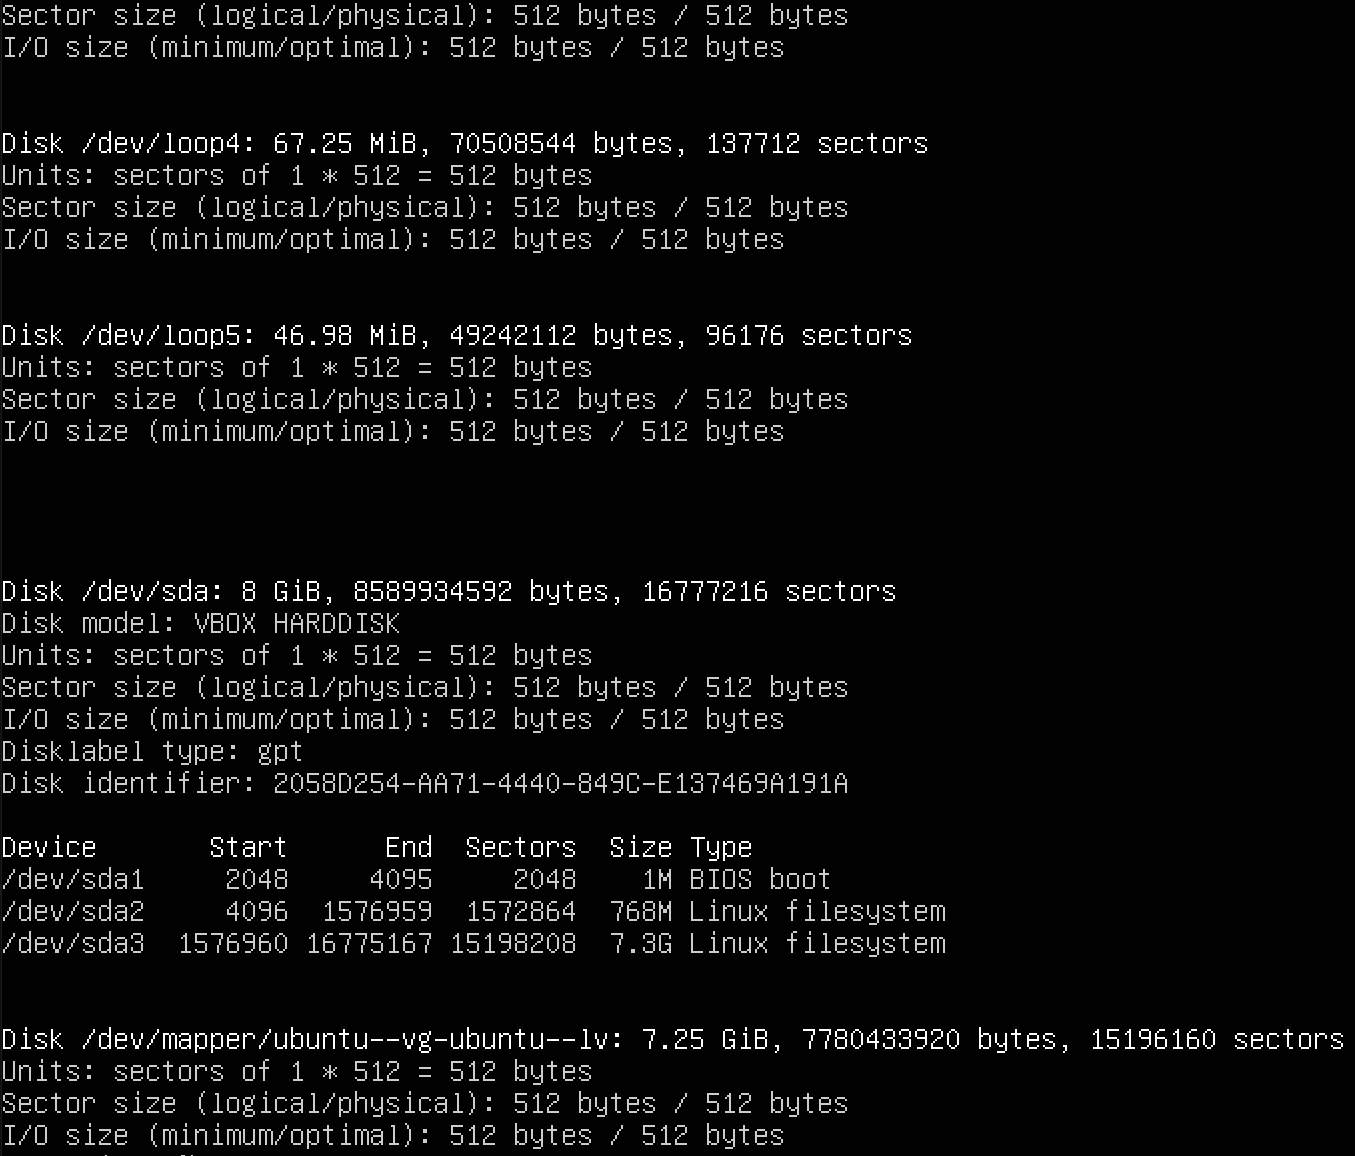 Sector size (logical/physical): 512 bytes / 512 bytes
I/O size (minimum/optimal): 512 bytes / 512 bytes
Disk /dev/loop4: 67.25 MiB, 70508544 bytes, 137712 sectors
Units: sectors of 1 * 512 = 512 bytes
Sector size (logical/physical): 512 bytes / 512 bytes
I/O size (minimum/optimal): 512 bytes / 512 bytes
Disk /dev/loop5: 46.98 MiB, 49242112 bytes, 96176 sectors
Units: sectors of 1 * 512 = 512 bytes
Sector size (logical/physical): 512 bytes / 512 bytes
I/O size (minimum/optimal): 512 bytes / 512 bytes
Disk /dev/sda: 8 GiB, 8589934592 bytes, 16777216 sectors
Disk model: VBOX HARDDISK
Units: sectors of 1 * 512 = 512 bytes
Sector size (logical/physical): 512 bytes / 512 bytes
I/O size (minimum/optimal): 512 bytes / 512 bytes
Disklabel type: gpt
Disk identifier: 2058D254-AA71-4440-849C-E137469A191A
Device       Start      End  Sectors  Size Type
/dev/sda1     2048     4095     2048    1M BIOS boot
/dev/sda2     4096  1576959  1572864  768M Linux filesystem
/dev/sda3  1576960 16775167 15198208  7.3G Linux filesystem
Disk /dev/mapper/ubuntu--vg-ubuntu--lv: 7.25 GiB, 7780433920 bytes, 15196160 sectors
Units: sectors of 1 * 512 = 512 bytes
Sector size (logical/physical): 512 bytes / 512 bytes
I/O size (minimum/optimal): 512 bytes / 512 bytes